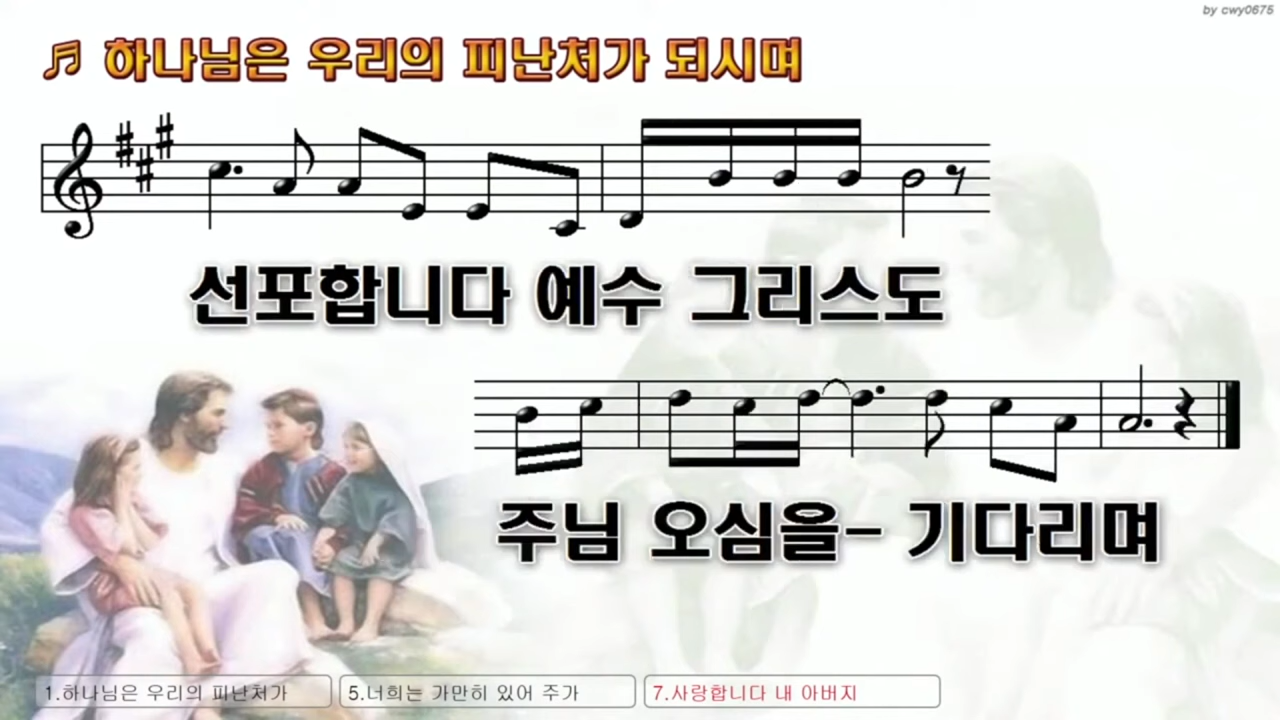 by cwy0675
하나님은 우리의 피난처가 되시며
선포합니다 예수 그리스도
주님 오심을- 기다리며
1.하나님은 우리의 피난처가
5.너희는 가만히 있어 주가
7.사랑합니다 내 아버지